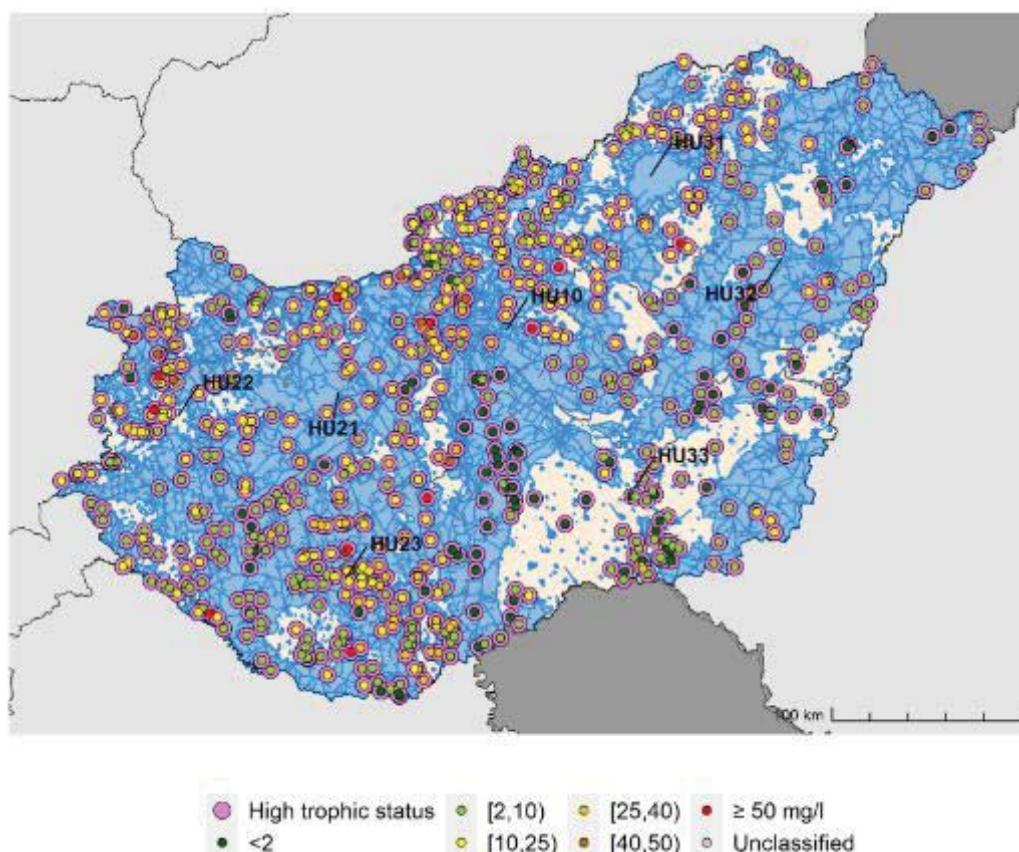 HU31
HU10
HU32
HU22
HU21
HU33
HU23
100 km
High trophic status
[2,10)
[25,40)
≥ 50 mg/l
<2
[10,25)
[40,50)
Unclassified